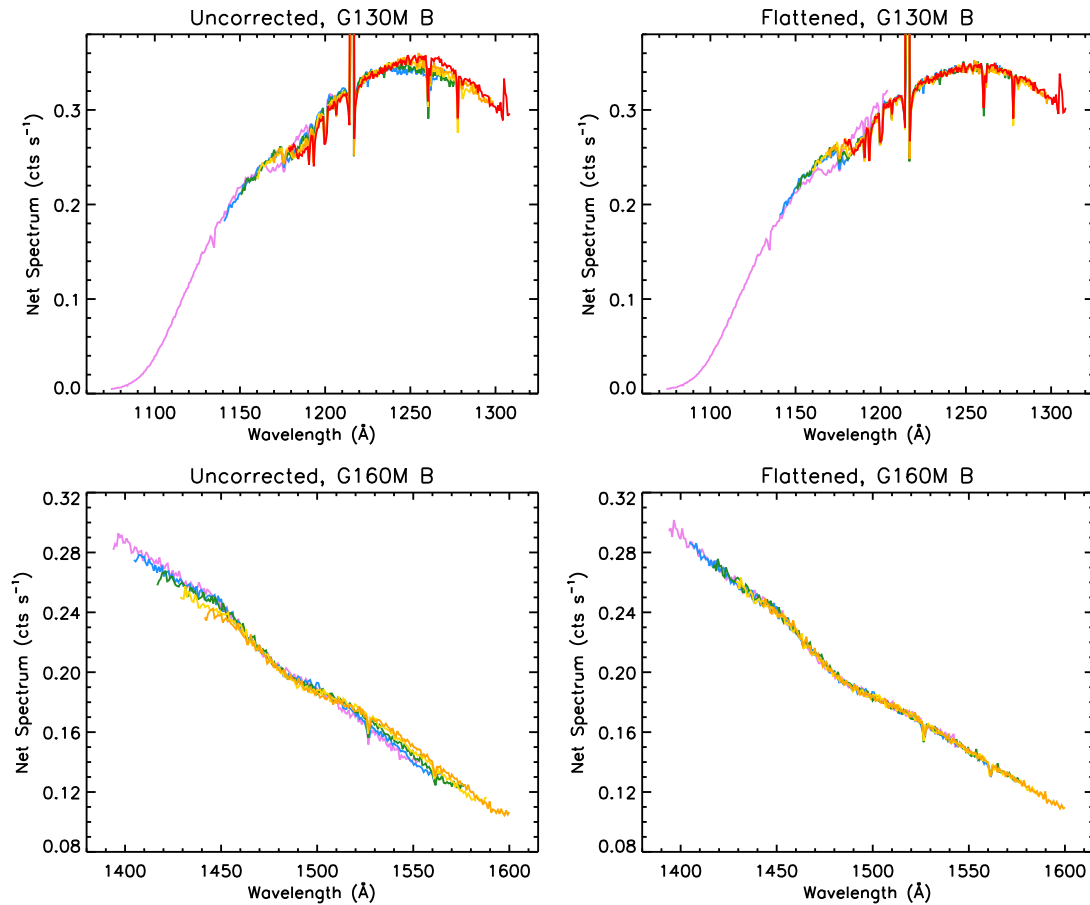 Uncorrected, G130M B
Net Spectrum (cts s⁻¹)
0.3
0.2
0.1
0.0
1100 1150 1200 1250 1300
Wavelength (Å)
Flattened, G130M B
Net Spectrum (cts s⁻¹)
0.3
0.2
0.1
0.0
1100 1150 1200 1250 1300
Wavelength (Å)
Uncorrected, G160M B
Net Spectrum (cts s⁻¹)
0.32
0.28
0.24
0.20
0.16
0.12
0.08
1400 1450 1500 1550 1600
Wavelength (Å)
Flattened, G160M B
Net Spectrum (cts s⁻¹)
0.32
0.28
0.24
0.20
0.16
0.12
0.08
1400 1450 1500 1550 1600
Wavelength (Å)